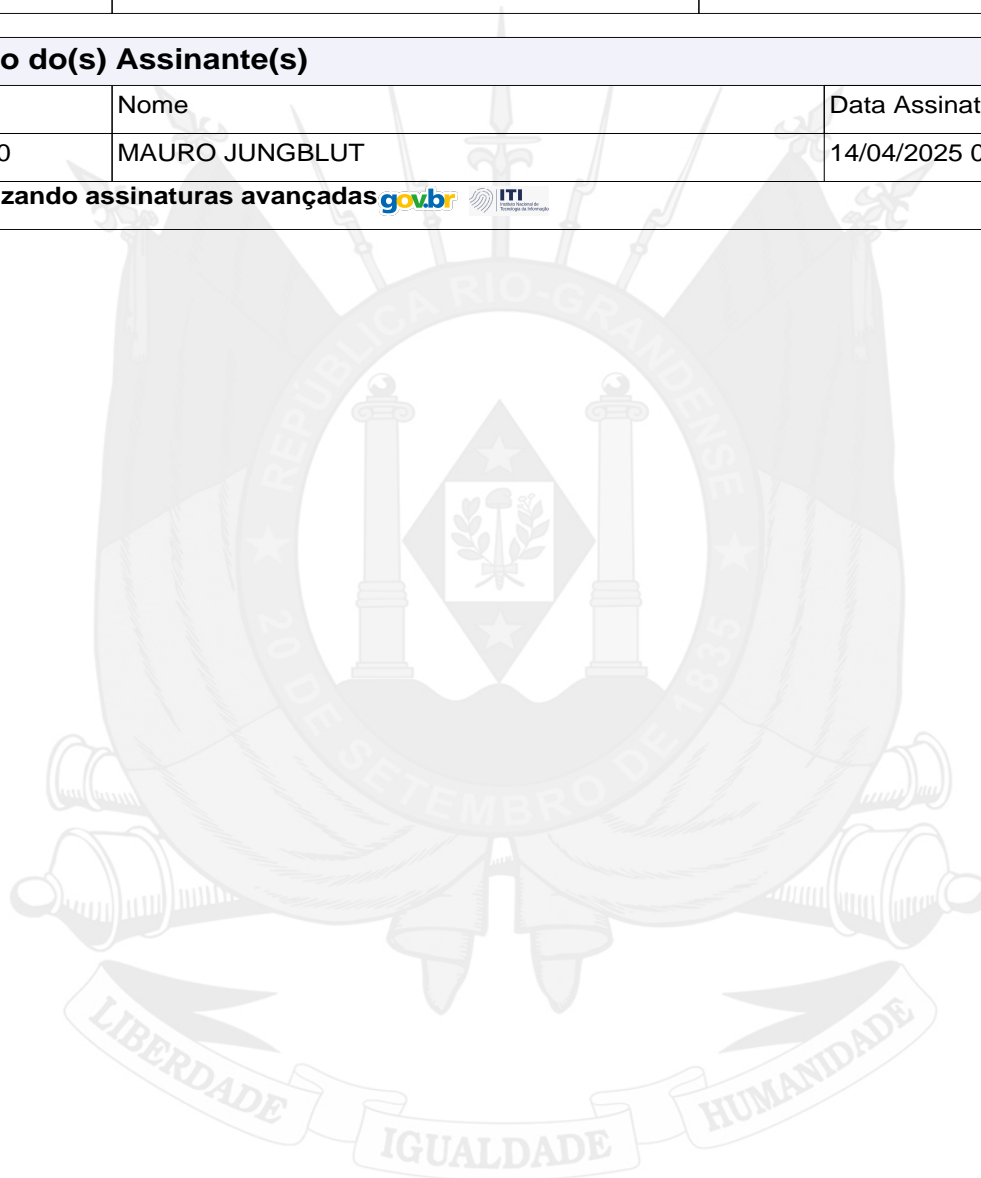 o do(s) Assinante(s)
Nome
Data Assinat
0
MAURO JUNGBLUT
14/04/2025 0
zando assinaturas avançadas gov.br ITI
REPÚBLICA RIO-GRANDENSE
20 DE SETEMBRO DE 1835
LIBERDADE
IGUALDADE
HUMANIDADE